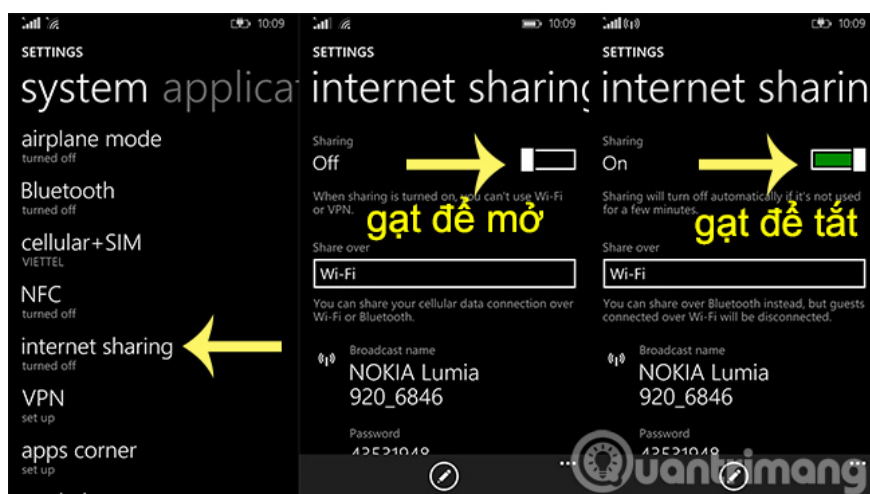 10:09
SETTINGS
system applica
airplane mode
turned off
Bluetooth
turned off
cellular+SIM
VIETTEL
NFC
turned off
internet sharing
turned off
VPN
set up
apps corner
set up
10:09
SETTINGS
internet sharing
Sharing
Off
When sharing is turned on, you can't use Wi-Fi
or VPN.
gạt để mở
Share over
Wi-Fi
You can share your cellular data connection over
Wi-Fi or Bluetooth.
Broadcast name
NOKIA Lumia
920_6846
Password
43531948
10:09
SETTINGS
internet sharin
Sharing
On
Sharing will turn off automatically if it's not used
for a few minutes.
gạt để tắt
Share over
Wi-Fi
You can share over Bluetooth instead, but guests
connected over Wi-Fi will be disconnected.
Broadcast name
NOKIA Lumia
920_6846
Password
43531948
Quantrimang